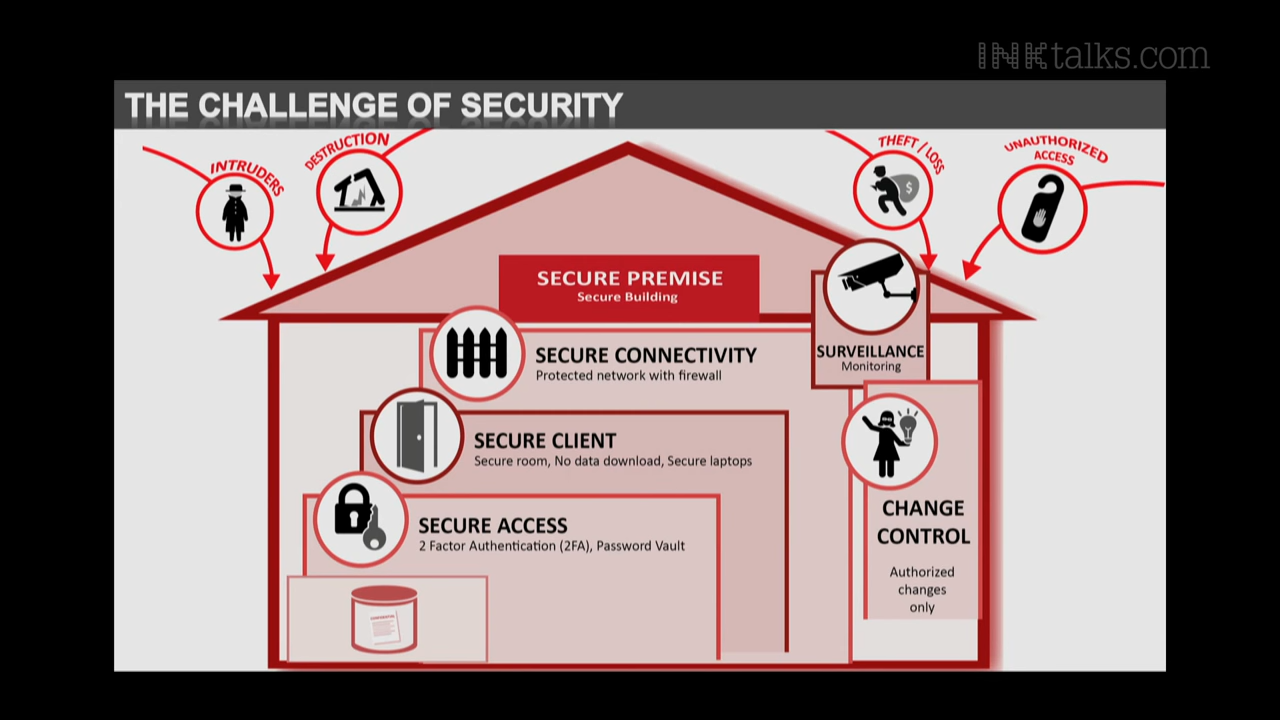 INKtalks.com
THE CHALLENGE OF SECURITY
INTRUDERS
DESTRUCTION
THEFT / LOSS
UNAUTHORIZED
ACCESS
$
SECURE PREMISE
Secure Building
SURVEILLANCE
Monitoring
SECURE CONNECTIVITY
Protected network with firewall
SECURE CLIENT
Secure room, No data download, Secure laptops
SECURE ACCESS
2 Factor Authentication (2FA), Password Vault
CHANGE
CONTROL
Authorized
changes
only
CONFIDENTIAL